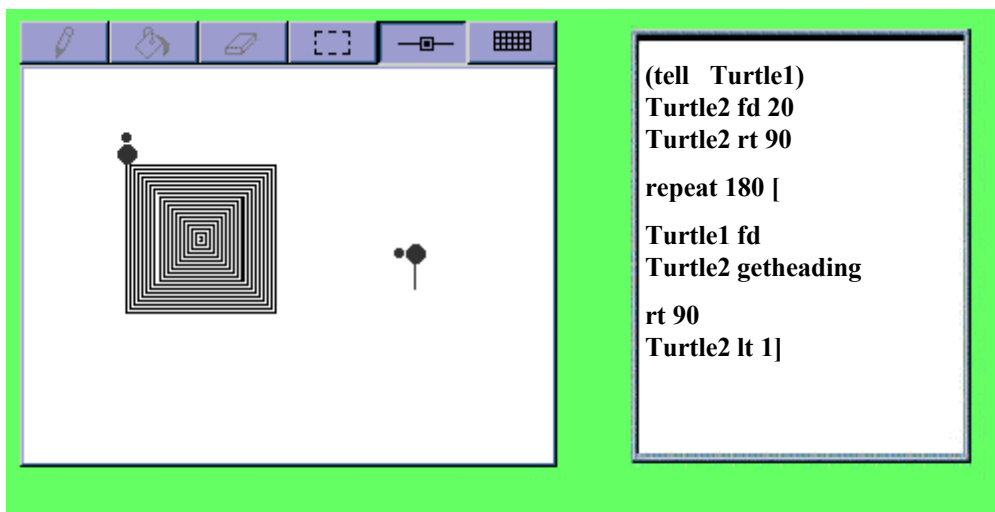 (tell Turtle1)
Turtle2 fd 20
Turtle2 rt 90
repeat 180 [
Turtle1 fd
Turtle2 getheading
rt 90
Turtle2 lt 1]